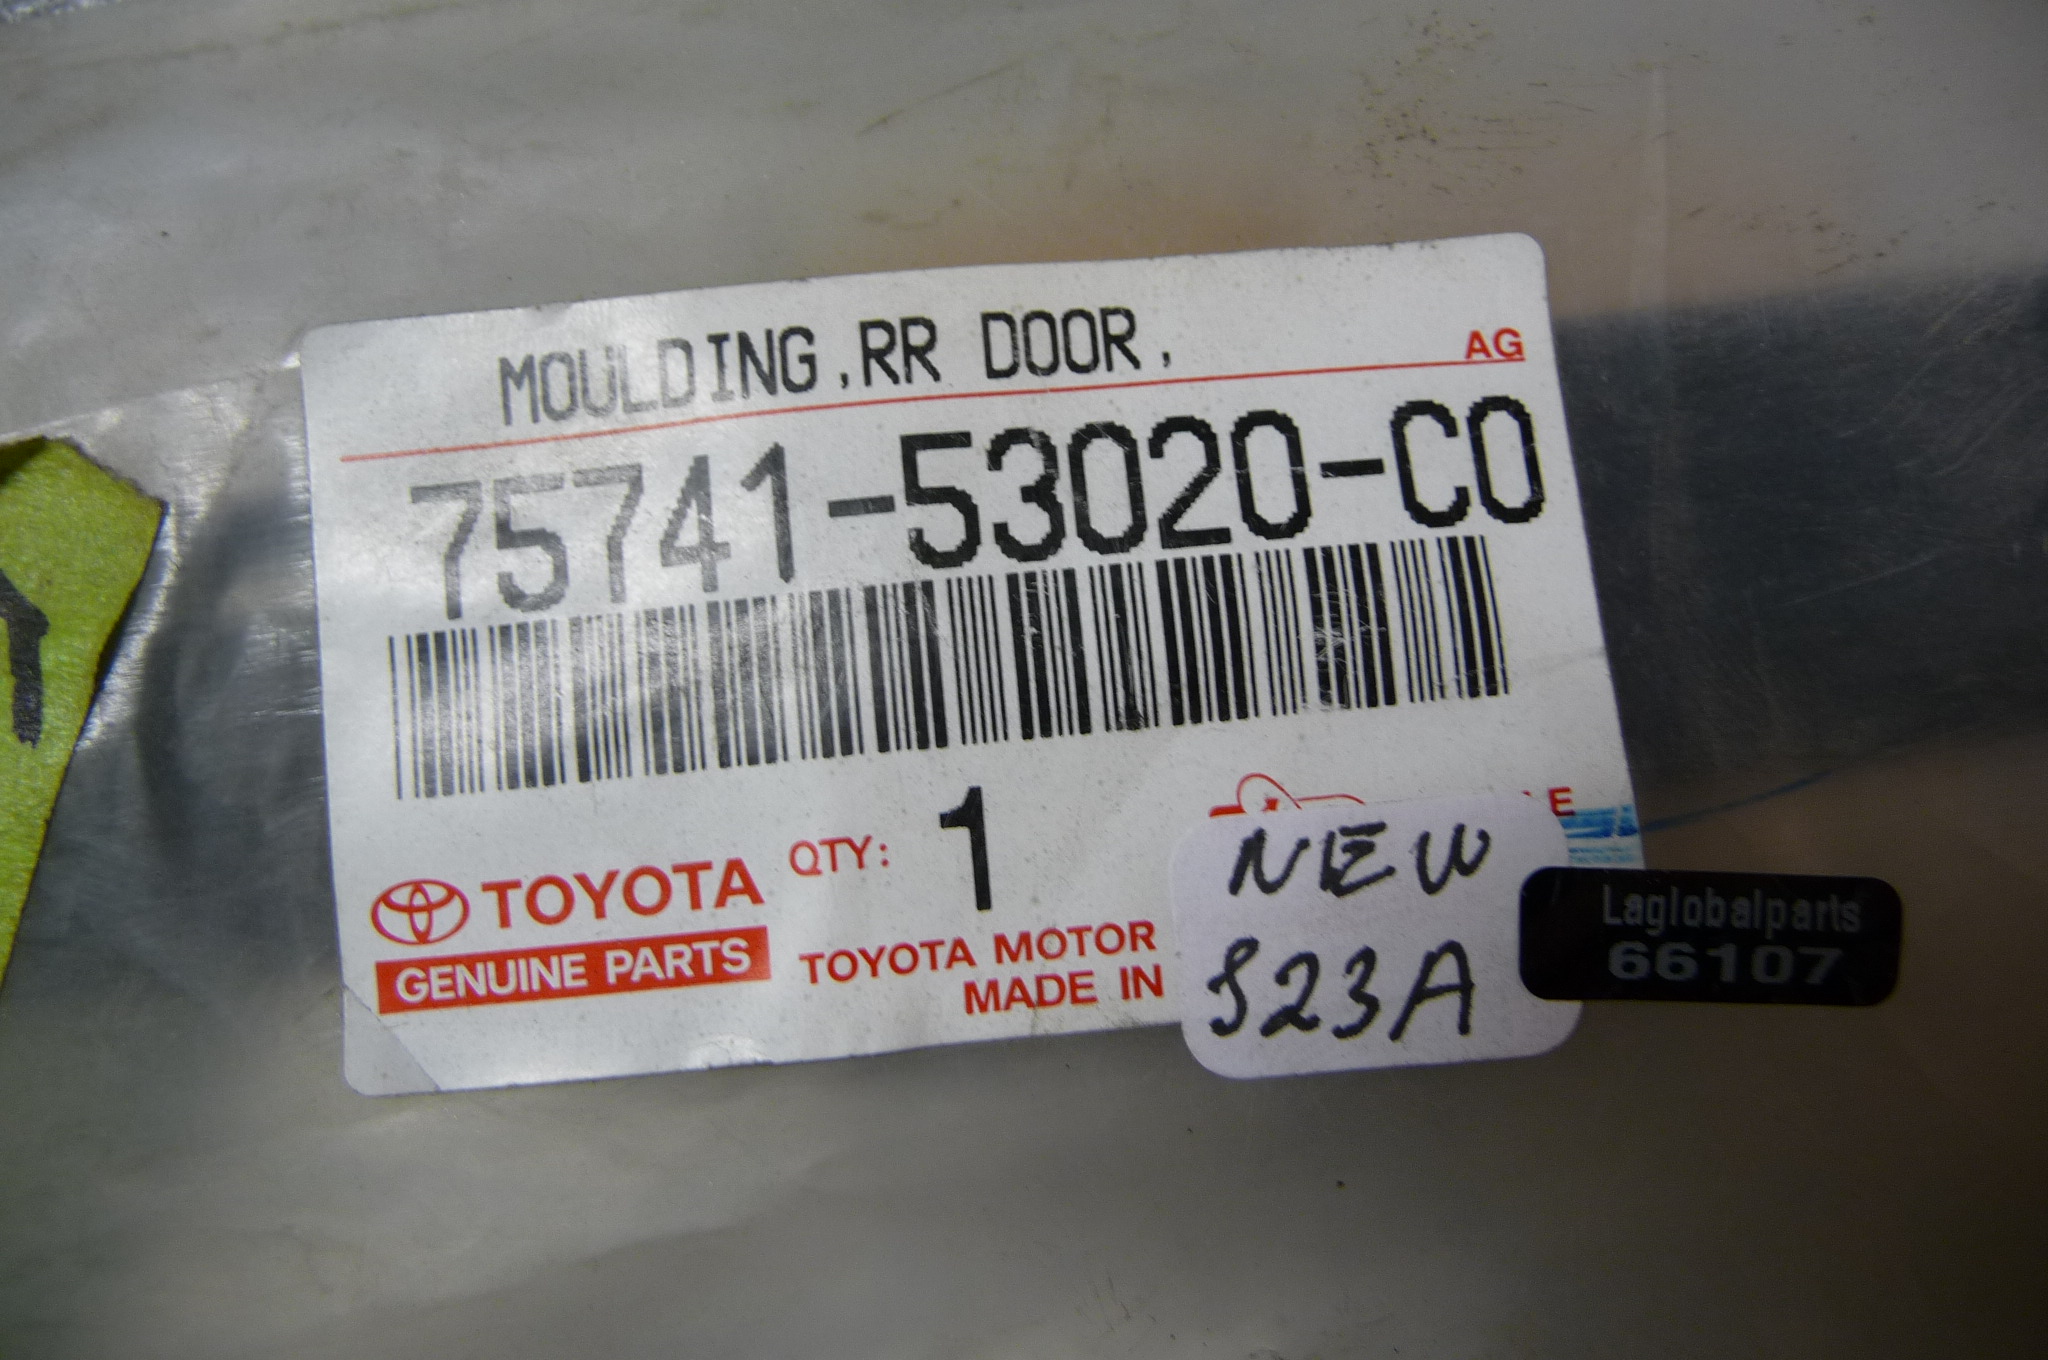 MOULDING,RR DOOR,
AG
75741-53020-C0
QTY: 1
TOYOTA
GENUINE PARTS
TOYOTA MOTOR
MADE IN
NEW
S23A
Laglobalparts
66107